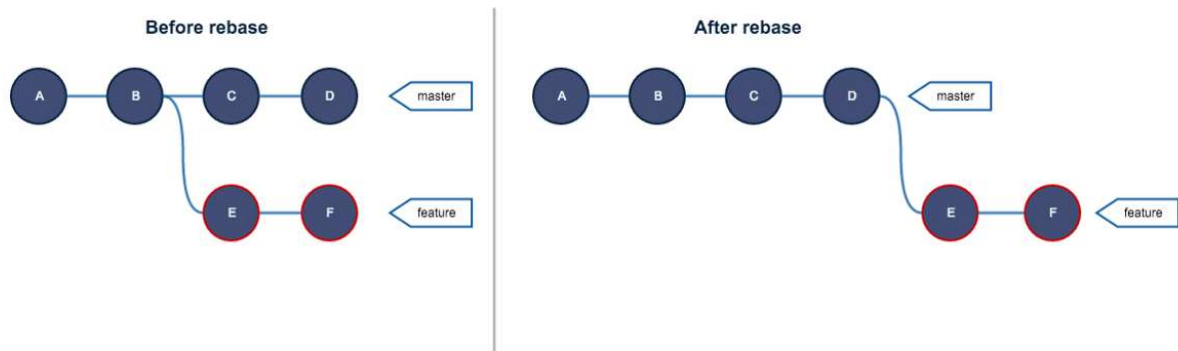 Before rebase
A
B
C
D
master
E
F
feature
After rebase
A
B
C
D
master
E
F
feature